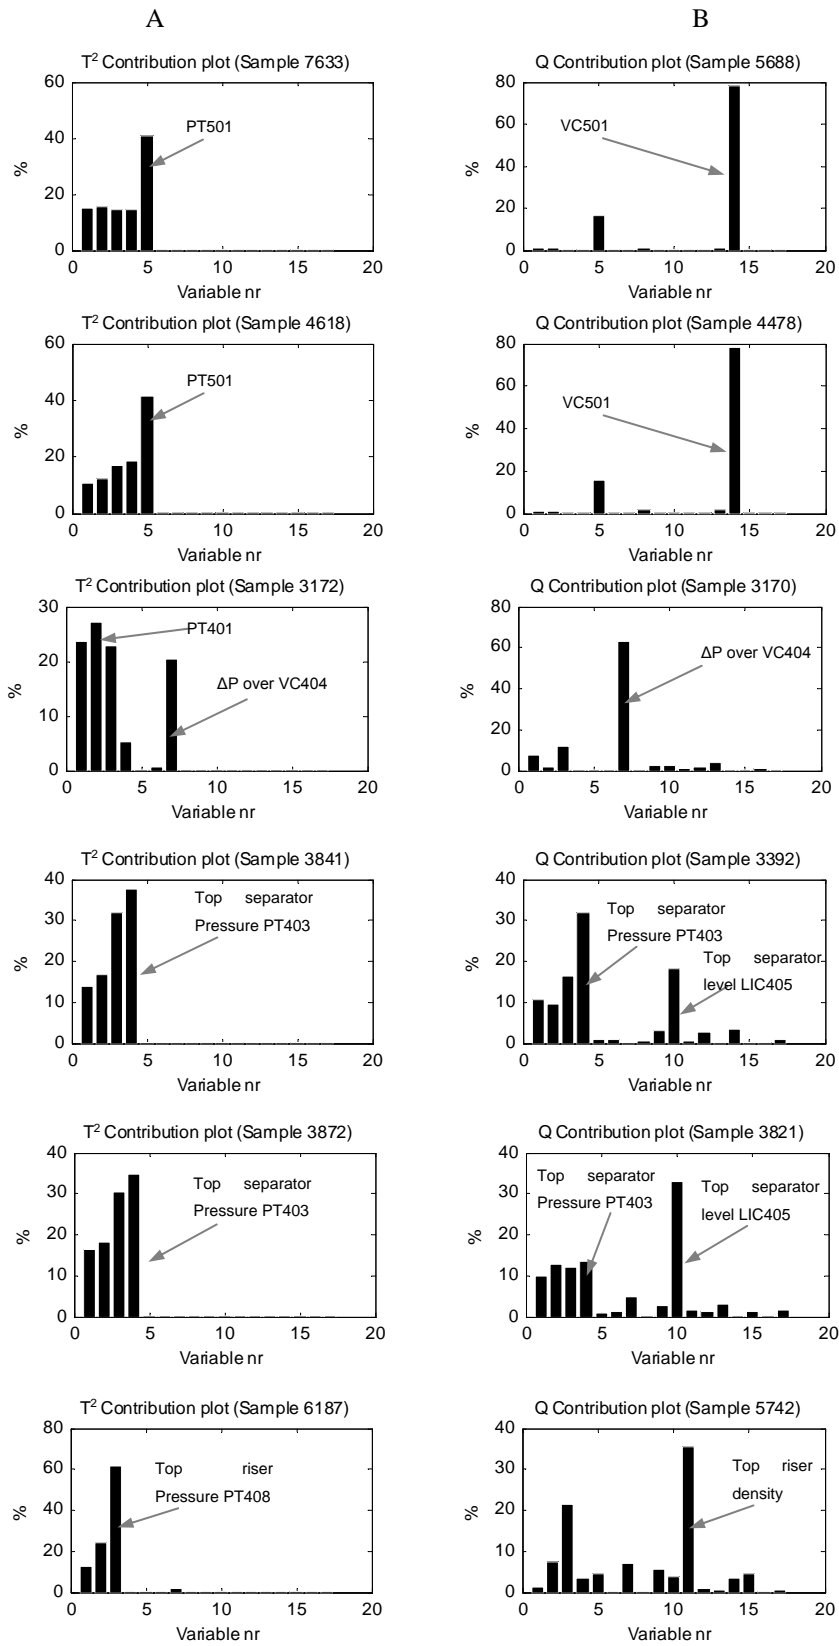 A
B
T² Contribution plot (Sample 7633)
60
40
20
0
%
PT501
0 5 10 15 20
Variable nr
Q Contribution plot (Sample 5688)
80
60
40
20
0
%
VC501
0 5 10 15 20
Variable nr
T² Contribution plot (Sample 4618)
60
40
20
0
%
PT501
0 5 10 15 20
Variable nr
Q Contribution plot (Sample 4478)
80
60
40
20
0
%
VC501
0 5 10 15 20
Variable nr
T² Contribution plot (Sample 3172)
30
20
10
0
%
PT401
ΔP over VC404
0 5 10 15 20
Variable nr
Q Contribution plot (Sample 3170)
80
60
40
20
0
%
ΔP over VC404
0 5 10 15 20
Variable nr
T² Contribution plot (Sample 3841)
40
30
20
10
0
%
Top separator
Pressure PT403
0 5 10 15 20
Variable nr
Q Contribution plot (Sample 3392)
40
30
20
10
0
%
Top separator
Pressure PT403
Top separator
level LIC405
0 5 10 15 20
Variable nr
T² Contribution plot (Sample 3872)
40
30
20
10
0
%
Top separator
Pressure PT403
0 5 10 15 20
Variable nr
Q Contribution plot (Sample 3821)
40
30
20
10
0
%
Top separator
Pressure PT403
Top separator
level LIC405
0 5 10 15 20
Variable nr
T² Contribution plot (Sample 6187)
80
60
40
20
0
%
Top riser
Pressure PT408
0 5 10 15 20
Variable nr
Q Contribution plot (Sample 5742)
40
30
20
10
0
%
Top riser
density
0 5 10 15 20
Variable nr